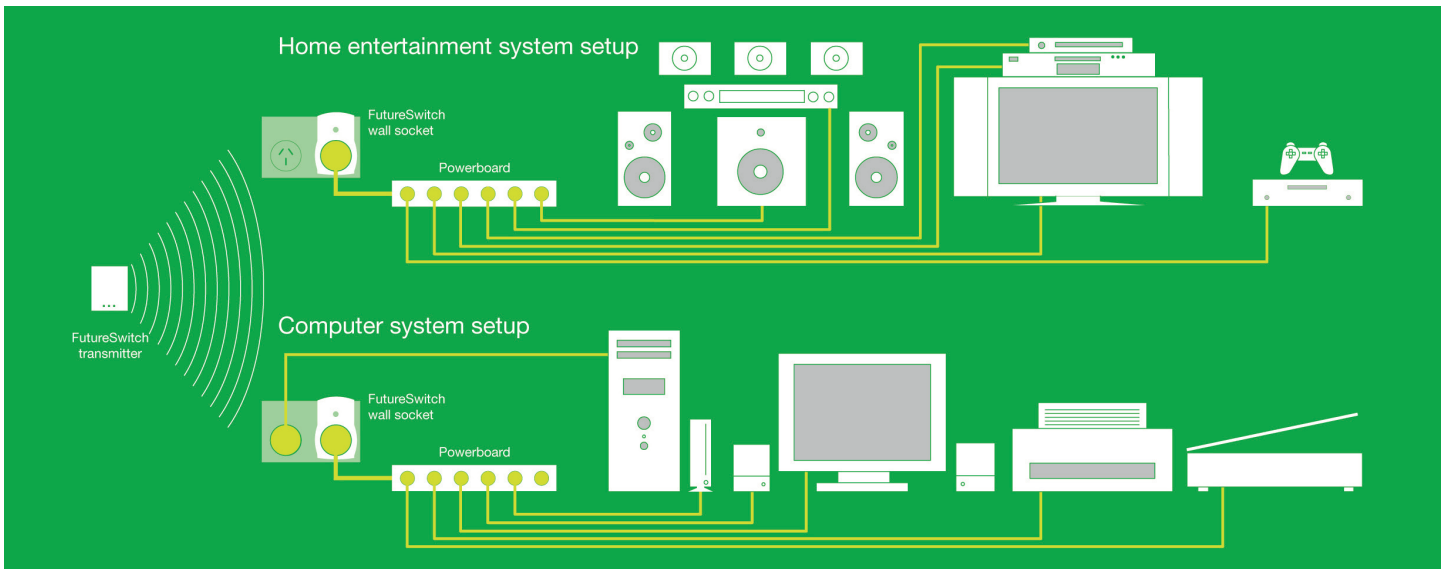 Home entertainment system setup
FutureSwitch
wall socket
Powerboard
FutureSwitch
transmitter
Computer system setup
FutureSwitch
wall socket
Powerboard